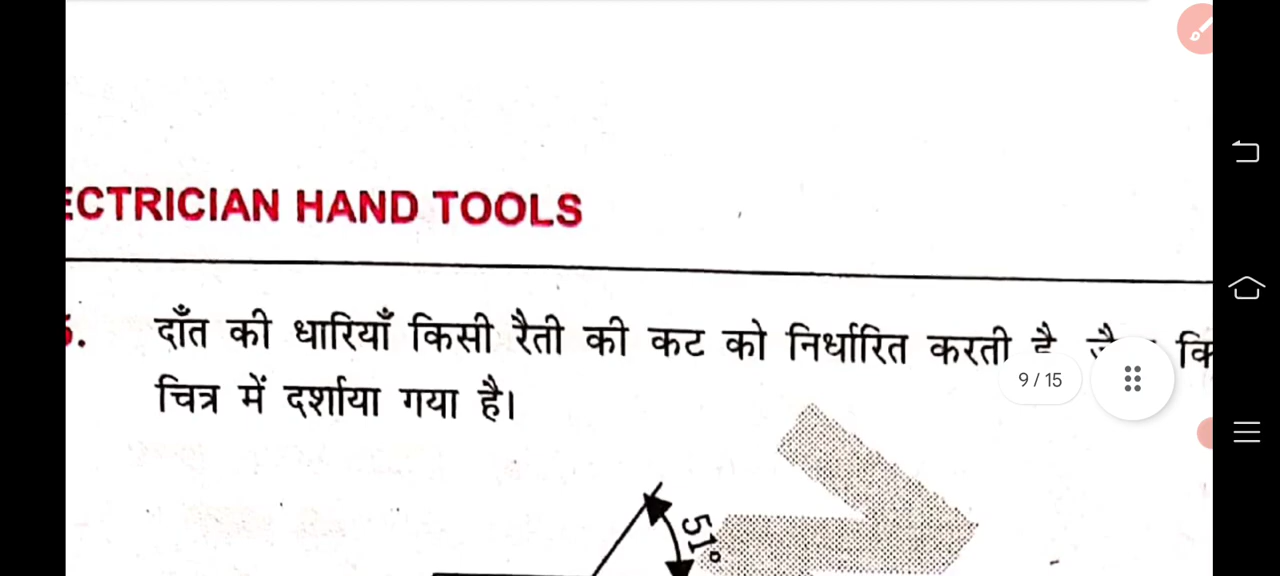 ECTRICIAN HAND TOOLS
दाँत की धारियाँ किसी रैती की कट को निर्धारित करती है
चित्र में दर्शाया गया है।
9 / 15
51°